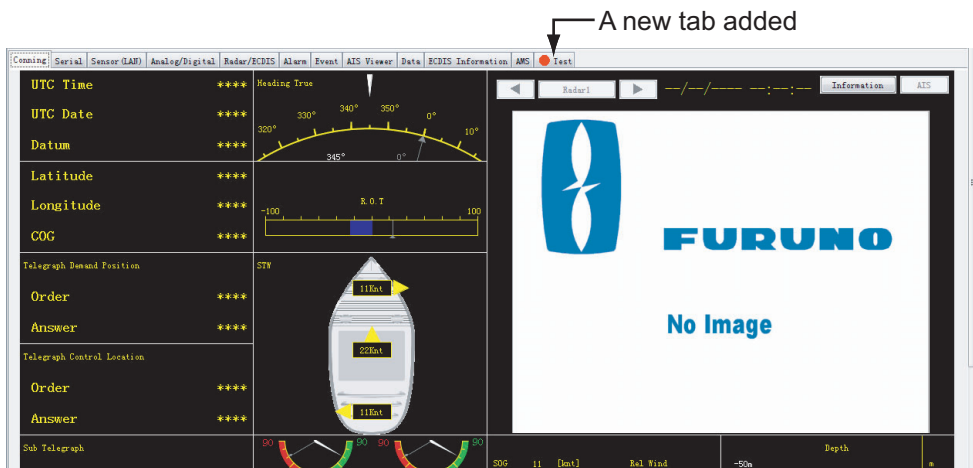 A new tab added
Conning Serial Sensor(LAN) Analog/Digital Radar/ECDIS Alarm Event AIS Viewer Data ECDIS Information AMS Test
UTC Time ****
UTC Date ****
Datum ****
Latitude ****
Longitude ****
COG ****
Telegraph Demand Position
Order ****
Answer ****
Telegraph Control Location
Order ****
Answer ****
Sub Telegraph
Heading True
320° 330° 340° 350° 0° 10°
345° 0°
R.O.T
-100 100
STW
11Knt
22Knt
11Knt
90 90 90 90
Radar1 --/--/---- --:--:-- Information AIS
FURUNO
No Image
SOG 11 [knt] Rel Wind
Depth
-50m m